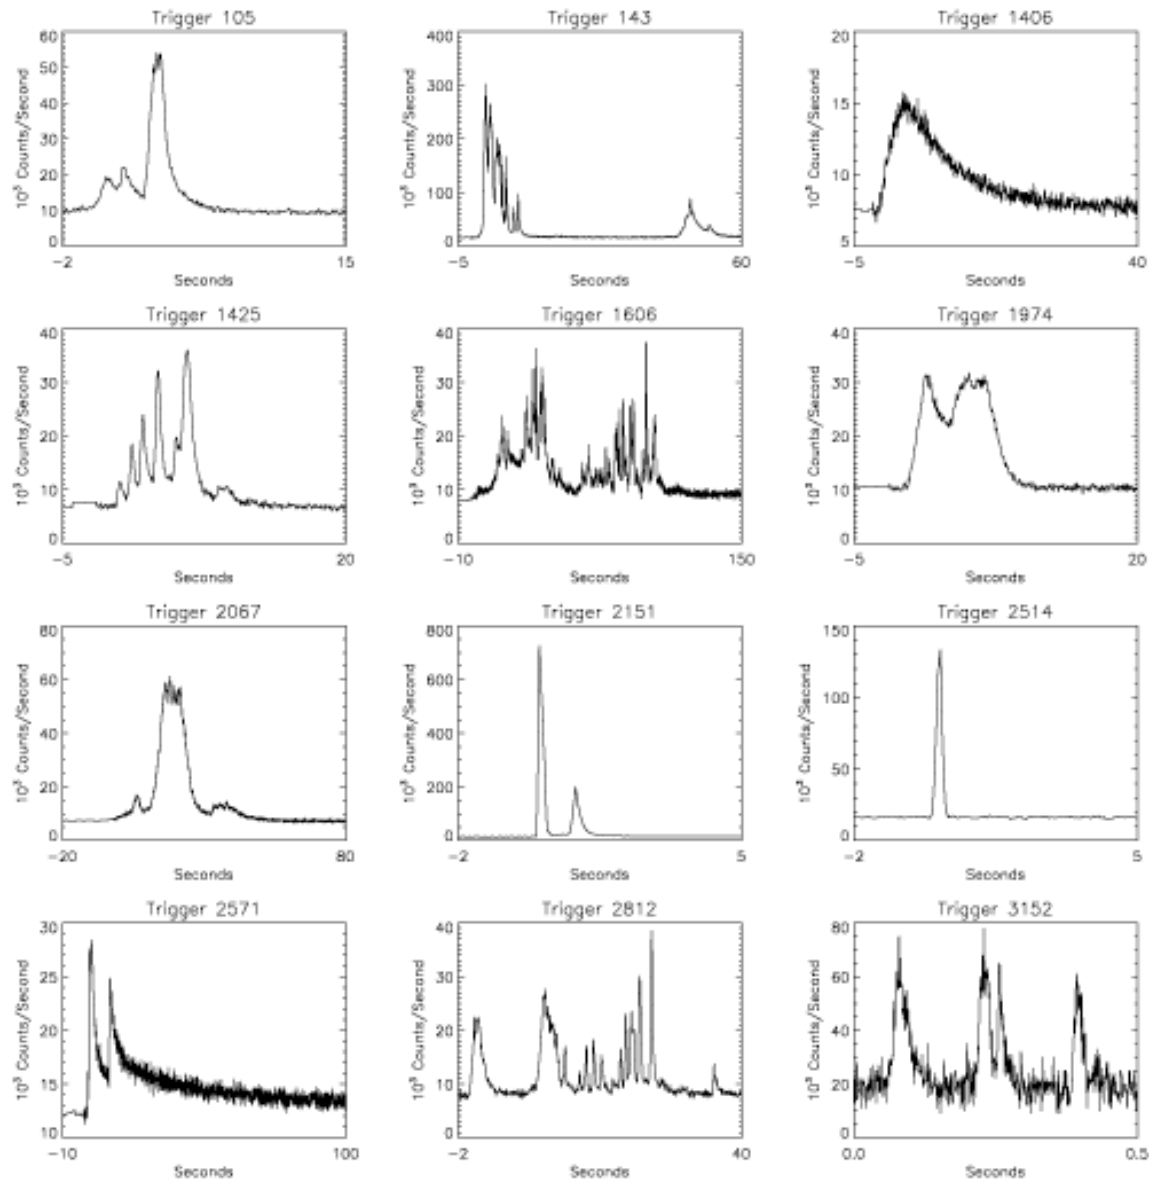 Trigger 105
10³ Counts/Second
60
50
40
30
20
10
0
-2
15
Seconds
Trigger 143
10³ Counts/Second
400
300
200
100
0
-5
60
Seconds
Trigger 1406
10³ Counts/Second
20
15
10
5
-5
40
Seconds
Trigger 1425
10³ Counts/Second
40
30
20
10
0
-5
20
Seconds
Trigger 1606
10³ Counts/Second
40
30
20
10
0
-10
150
Seconds
Trigger 1974
10³ Counts/Second
40
30
20
10
0
-5
20
Seconds
Trigger 2067
10³ Counts/Second
80
60
40
20
0
-20
80
Seconds
Trigger 2151
10³ Counts/Second
800
600
400
200
0
-2
5
Seconds
Trigger 2514
10³ Counts/Second
150
100
50
0
-2
5
Seconds
Trigger 2571
10³ Counts/Second
30
25
20
15
10
-10
100
Seconds
Trigger 2812
10³ Counts/Second
40
30
20
10
0
-2
40
Seconds
Trigger 3152
10³ Counts/Second
80
60
40
20
0
0.0
0.5
Seconds